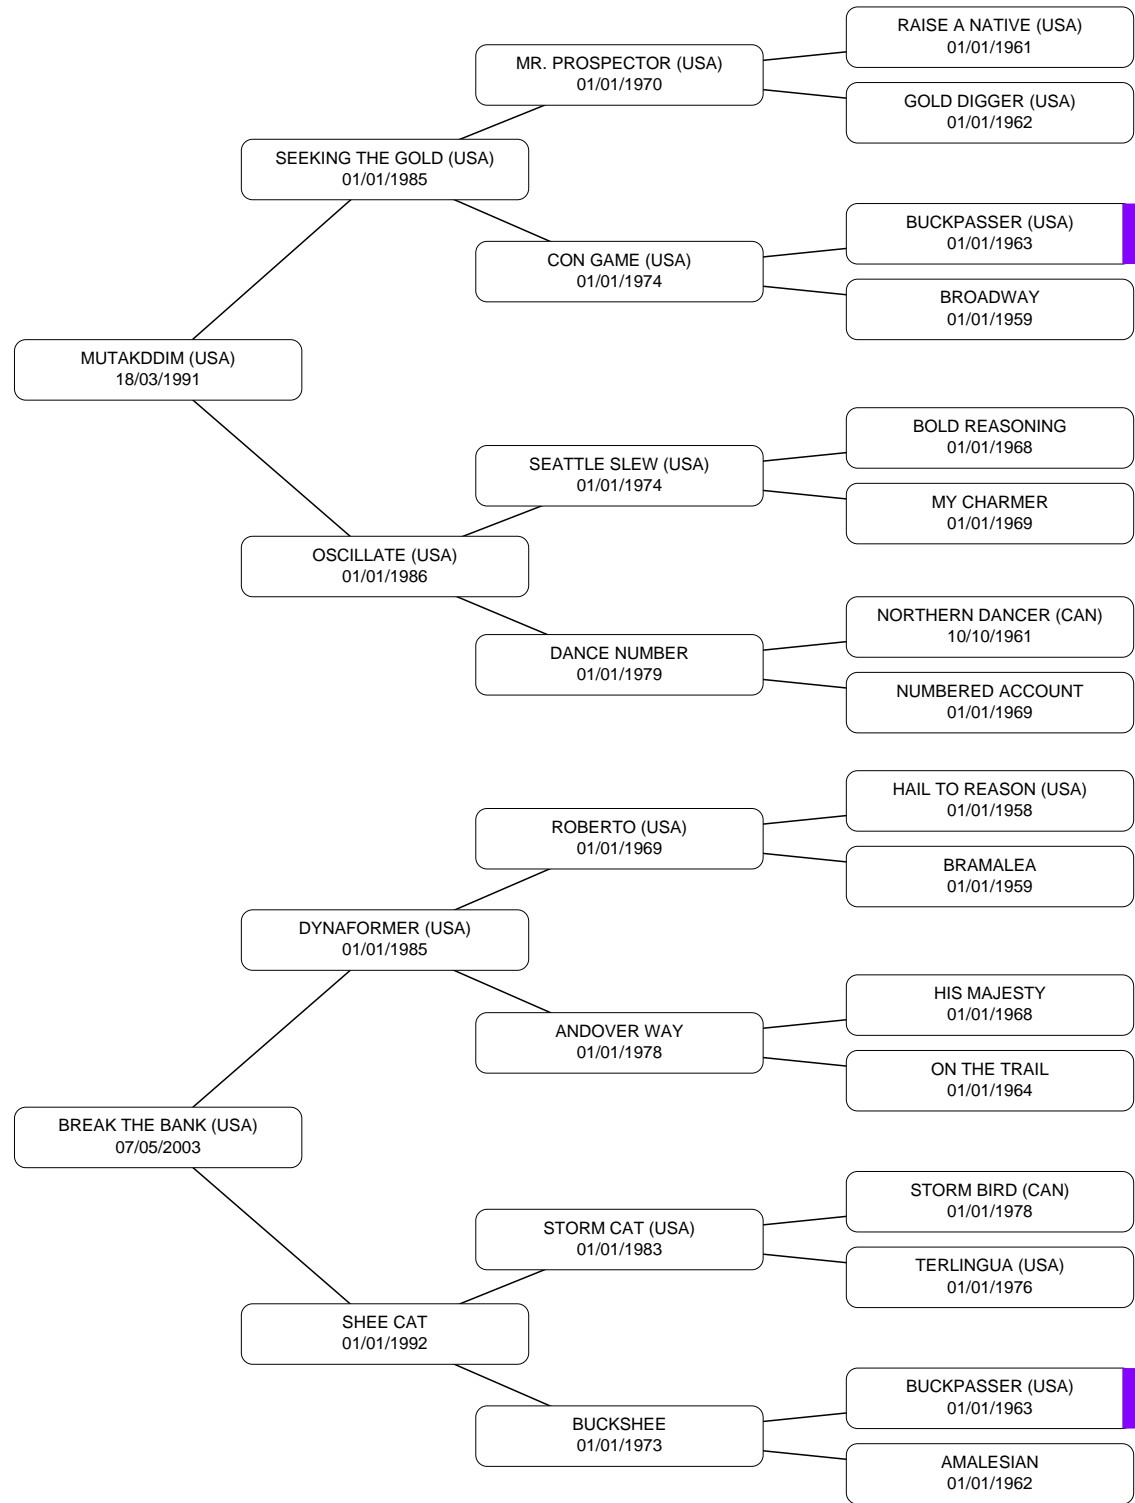 RAISE A NATIVE (USA)
01/01/1961
MR. PROSPECTOR (USA)
01/01/1970
GOLD DIGGER (USA)
01/01/1962
SEEKING THE GOLD (USA)
01/01/1985
BUCKPASSER (USA)
01/01/1963
CON GAME (USA)
01/01/1974
BROADWAY
01/01/1959
MUTAKDDIM (USA)
18/03/1991
BOLD REASONING
01/01/1968
SEATTLE SLEW (USA)
01/01/1974
MY CHARMER
01/01/1969
OSCILLATE (USA)
01/01/1986
NORTHERN DANCER (CAN)
10/10/1961
DANCE NUMBER
01/01/1979
NUMBERED ACCOUNT
01/01/1969
HAIL TO REASON (USA)
01/01/1958
ROBERTO (USA)
01/01/1969
BRAMALEA
01/01/1959
DYNAFORMER (USA)
01/01/1985
HIS MAJESTY
01/01/1968
ANDOVER WAY
01/01/1978
ON THE TRAIL
01/01/1964
BREAK THE BANK (USA)
07/05/2003
STORM BIRD (CAN)
01/01/1978
STORM CAT (USA)
01/01/1983
TERLINGUA (USA)
01/01/1976
SHEE CAT
01/01/1992
BUCKPASSER (USA)
01/01/1963
BUCKSHEE
01/01/1973
AMALESIAN
01/01/1962